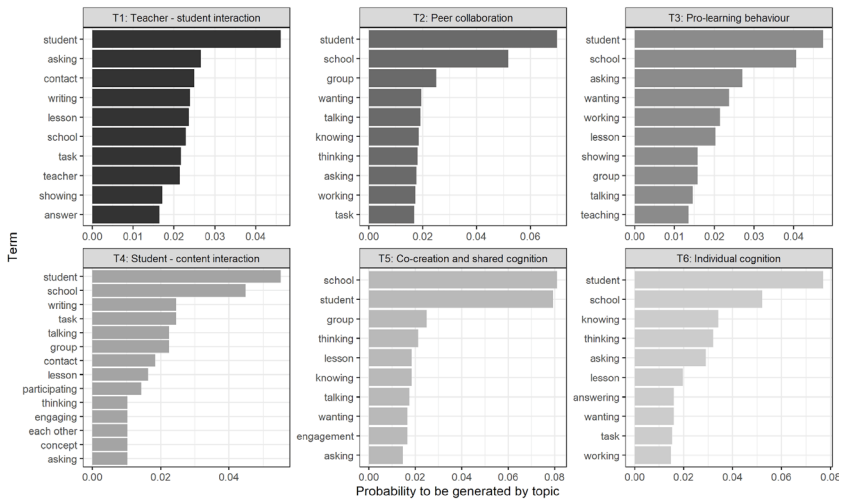 T1: Teacher - student interaction
student
asking
contact
writing
lesson
school
task
teacher
showing
answer
0.00 0.01 0.02 0.03 0.04
T2: Peer collaboration
student
school
group
wanting
talking
knowing
thinking
asking
working
task
0.00 0.02 0.04 0.06
T3: Pro-learning behaviour
student
school
asking
wanting
working
lesson
showing
group
talking
teaching
0.00 0.01 0.02 0.03 0.04
Term
T4: Student - content interaction
student
school
writing
task
talking
group
contact
lesson
participating
thinking
engaging
each other
concept
asking
0.00 0.02 0.04
T5: Co-creation and shared cognition
school
student
group
thinking
lesson
knowing
talking
wanting
engagement
asking
0.00 0.02 0.04 0.06 0.08
T6: Individual cognition
student
school
knowing
thinking
asking
lesson
answering
wanting
task
working
0.00 0.02 0.04 0.06
Probability to be generated by topic